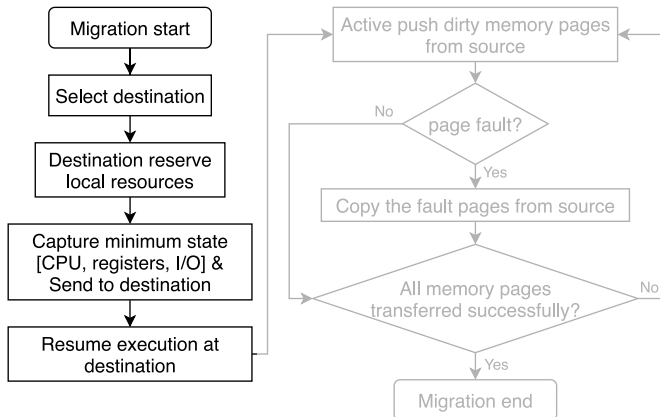 Migration start
Select destination
Destination reserve
local resources
Capture minimum state
[CPU, registers, I/O] &
Send to destination
Resume execution at
destination
Active push dirty memory pages
from source
No
page fault?
Yes
Copy the fault pages from source
All memory pages
transferred successfully?
No
Yes
Migration end